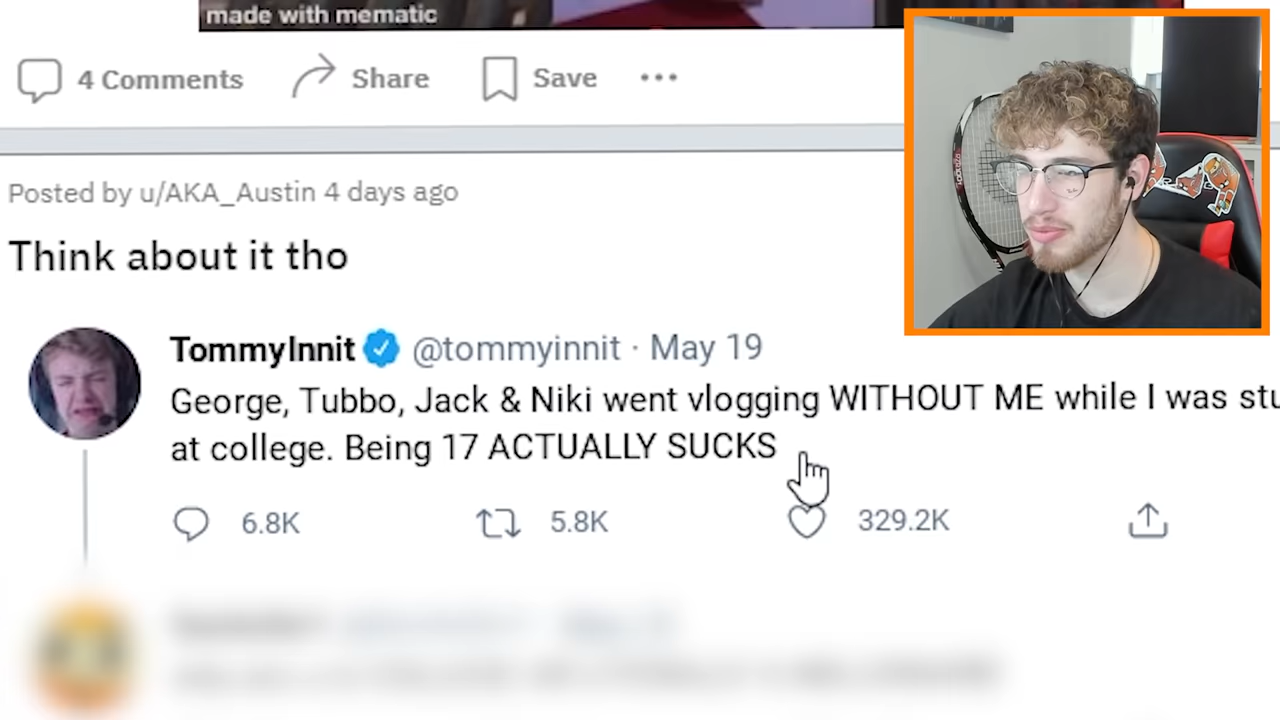 made with mematic
4 Comments Share Save
Posted by u/AKA_Austin 4 days ago
Think about it tho
TommyInnit @tommyinnit · May 19
George, Tubbo, Jack & Niki went vlogging WITHOUT ME while I was stu
at college. Being 17 ACTUALLY SUCKS
6.8K 5.8K 329.2K